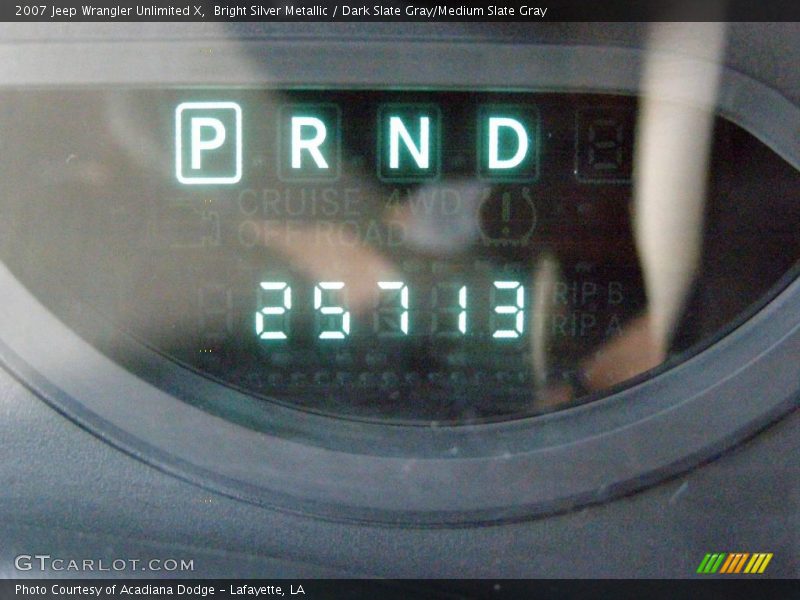 2007 Jeep Wrangler Unlimited X, Bright Silver Metallic / Dark Slate Gray/Medium Slate Gray
P R N D
CRUISE 4WD
OFF ROAD
25713
TRIP B
TRIP A
GTCARLOT.COM
Photo Courtesy of Acadiana Dodge - Lafayette, LA